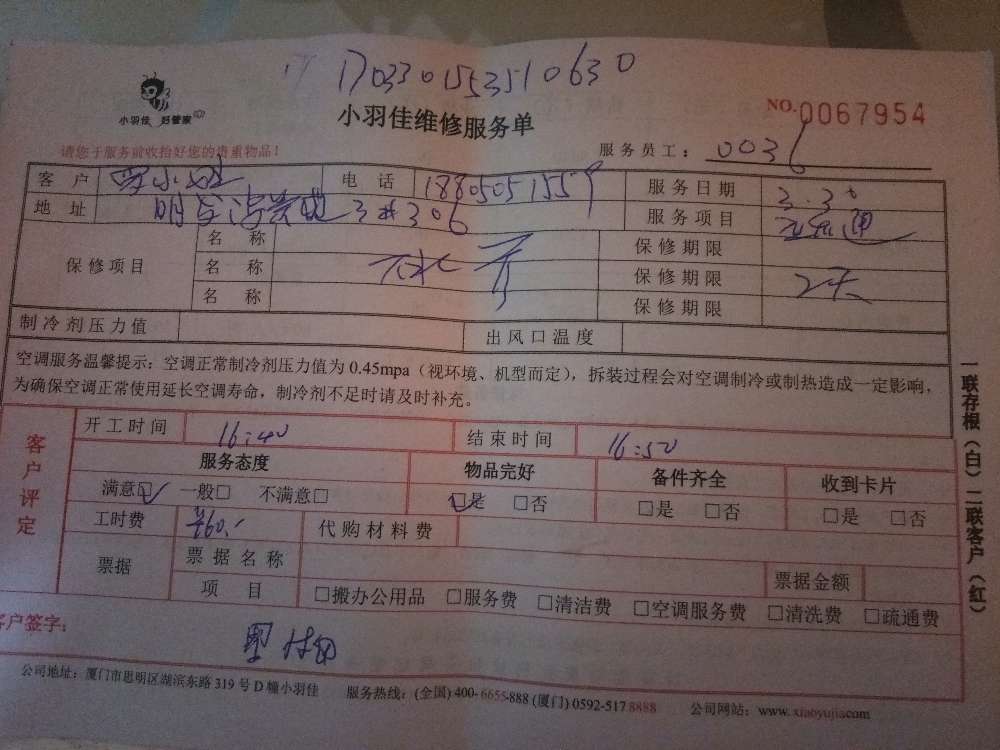 1703301553510630
小羽佳 好管家
小羽佳维修服务单
NO.0067954
请您于服务前收拾好您的贵重物品！
服务员工： 0036
客 户 电 话 18805051559 服务日期 3.30
地 址 3# 306 服务项目
保修项目 名 称 保修期限
名 称 下水 保修期限 2天
名 称 保修期限
制冷剂压力值 出风口温度
空调服务温馨提示：空调正常制冷剂压力值为 0.45mpa（视环境、机型而定），拆装过程会对空调制冷或制热造成一定影响，
为确保空调正常使用延长空调寿命，制冷剂不足时请及时补充。
客户评定
开工时间 16:40 结束时间 16:50
服务态度 物品完好 备件齐全 收到卡片
满意☑ 一般□ 不满意□ ☑是 □否 □是 □否 □是 □否
工时费 ¥60.- 代购材料费
票据 票据名称 票据金额
项 目 □搬办公用品 □服务费 □清洁费 □空调服务费 □清洗费 □疏通费
客户签字：
公司地址：厦门市思明区湖滨东路 319 号 D 幢小羽佳 服务热线：(全国) 400-6655-888 (厦门) 0592-517 8888 公司网站：www.xiaoyujia.com
一联存根（白）二联客户（红）